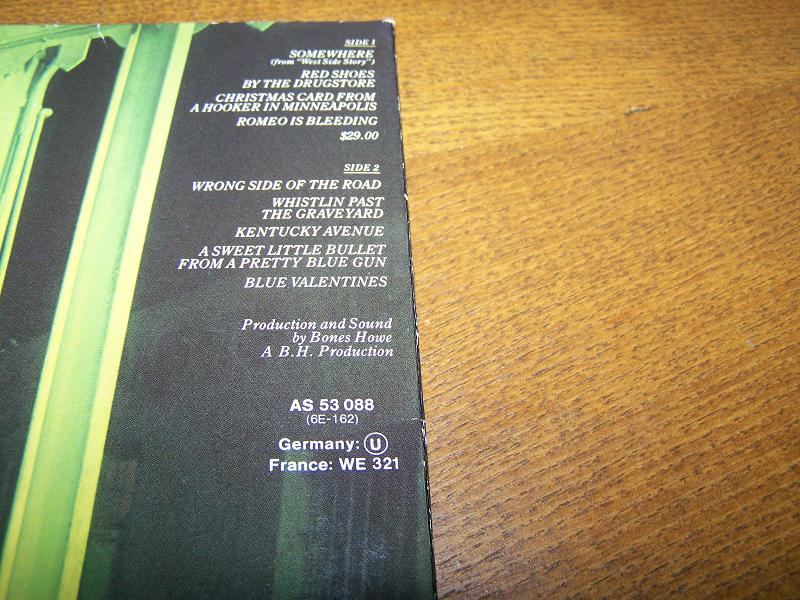 SIDE 1
SOMEWHERE
(from "West Side Story")
RED SHOES
BY THE DRUGSTORE
CHRISTMAS CARD FROM
A HOOKER IN MINNEAPOLIS
ROMEO IS BLEEDING
$29.00
SIDE 2
WRONG SIDE OF THE ROAD
WHISTLIN PAST
THE GRAVEYARD
KENTUCKY AVENUE
A SWEET LITTLE BULLET
FROM A PRETTY BLUE GUN
BLUE VALENTINES
Production and Sound
by Bones Howe
A B.H. Production
AS 53 088
(6E-162)
Germany: U
France: WE 321